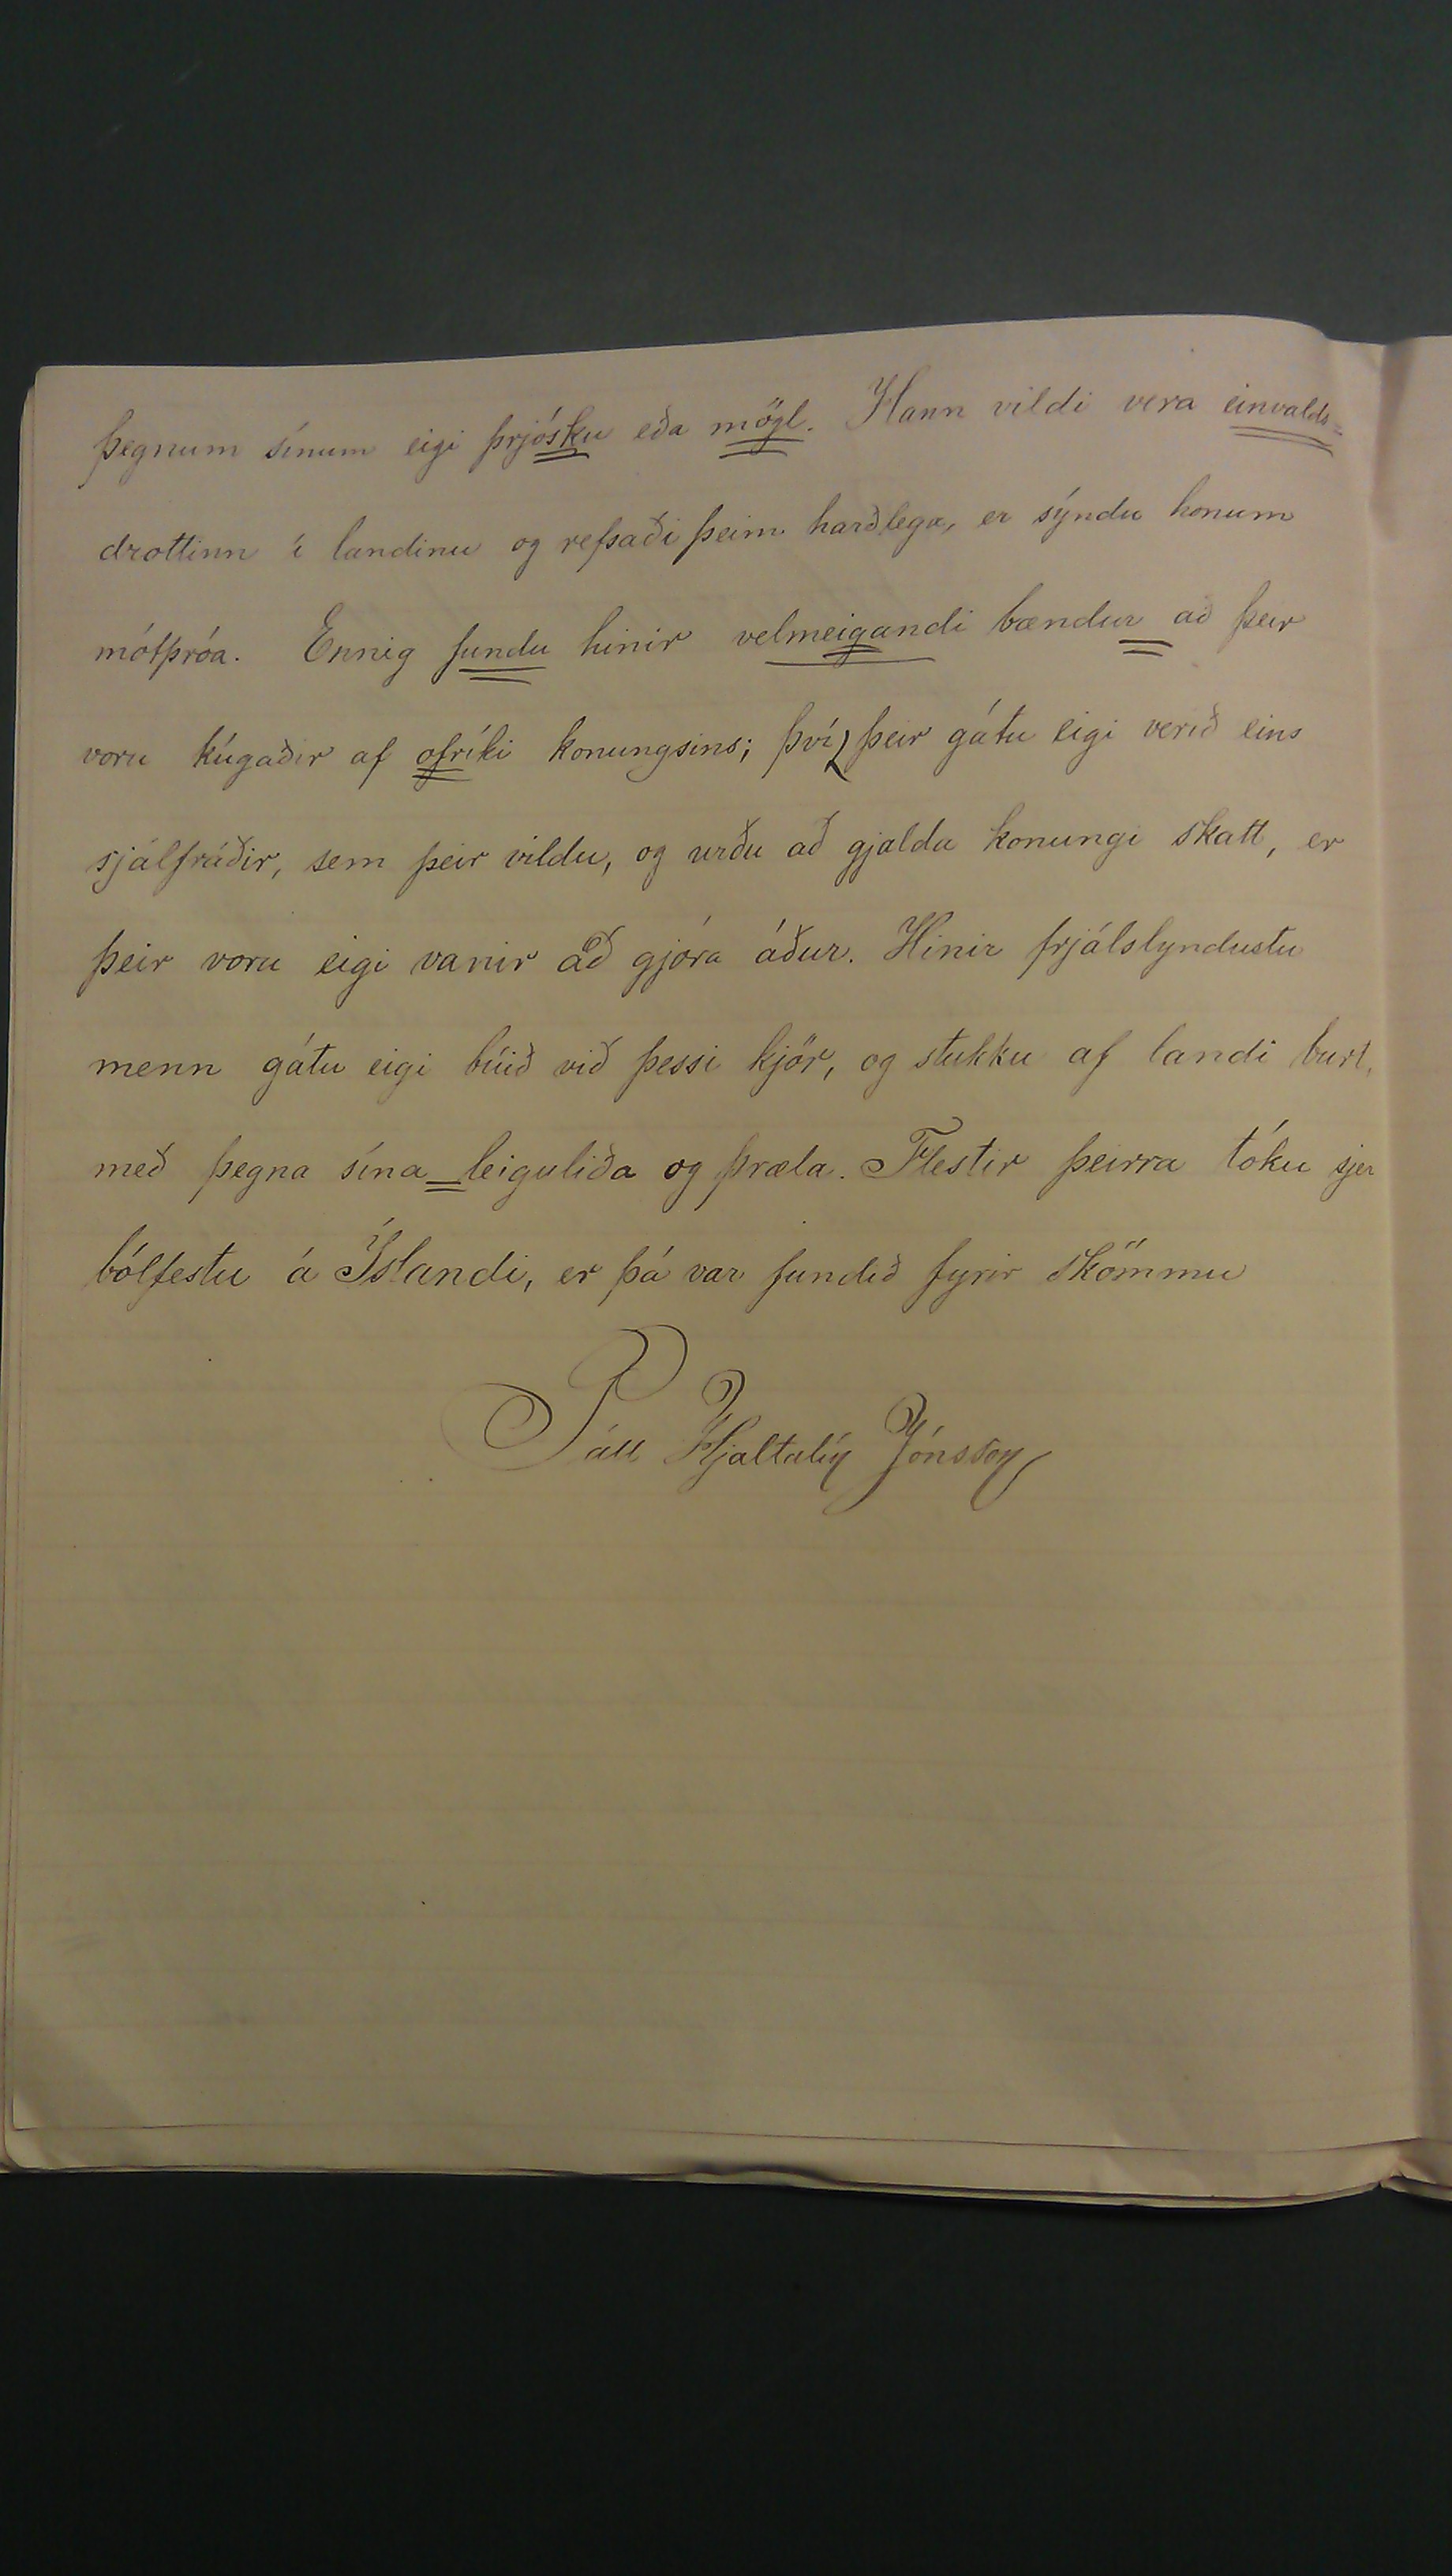 þegnum sínum eigi þrjósku eða mögl. Hann vildi vera einvalds-
drottinn í landinu og refsaði þeim harðlega, er sýndu honum
mótþróa. Ennig fundu hinir velmeigandi bændur að þeir
voru kúgaðir af ofríki konungsins; því þeir gátu eigi verið eins
sjálfráðir, sem þeir vildu, og urðu að gjalda konungi skatt, er
þeir voru eigi vanir að gjóra áður. Hinir frjálslyndustu
menn gátu eigi búið við þessi kjör, og stukku af landi burt,
með þegna sína leiguliða og þræla. Flestir þeirra tóku sjer
bólfestu á Íslandi, er þá var fundið fyrir skömmu
Páll Hjaltalín Jónsson